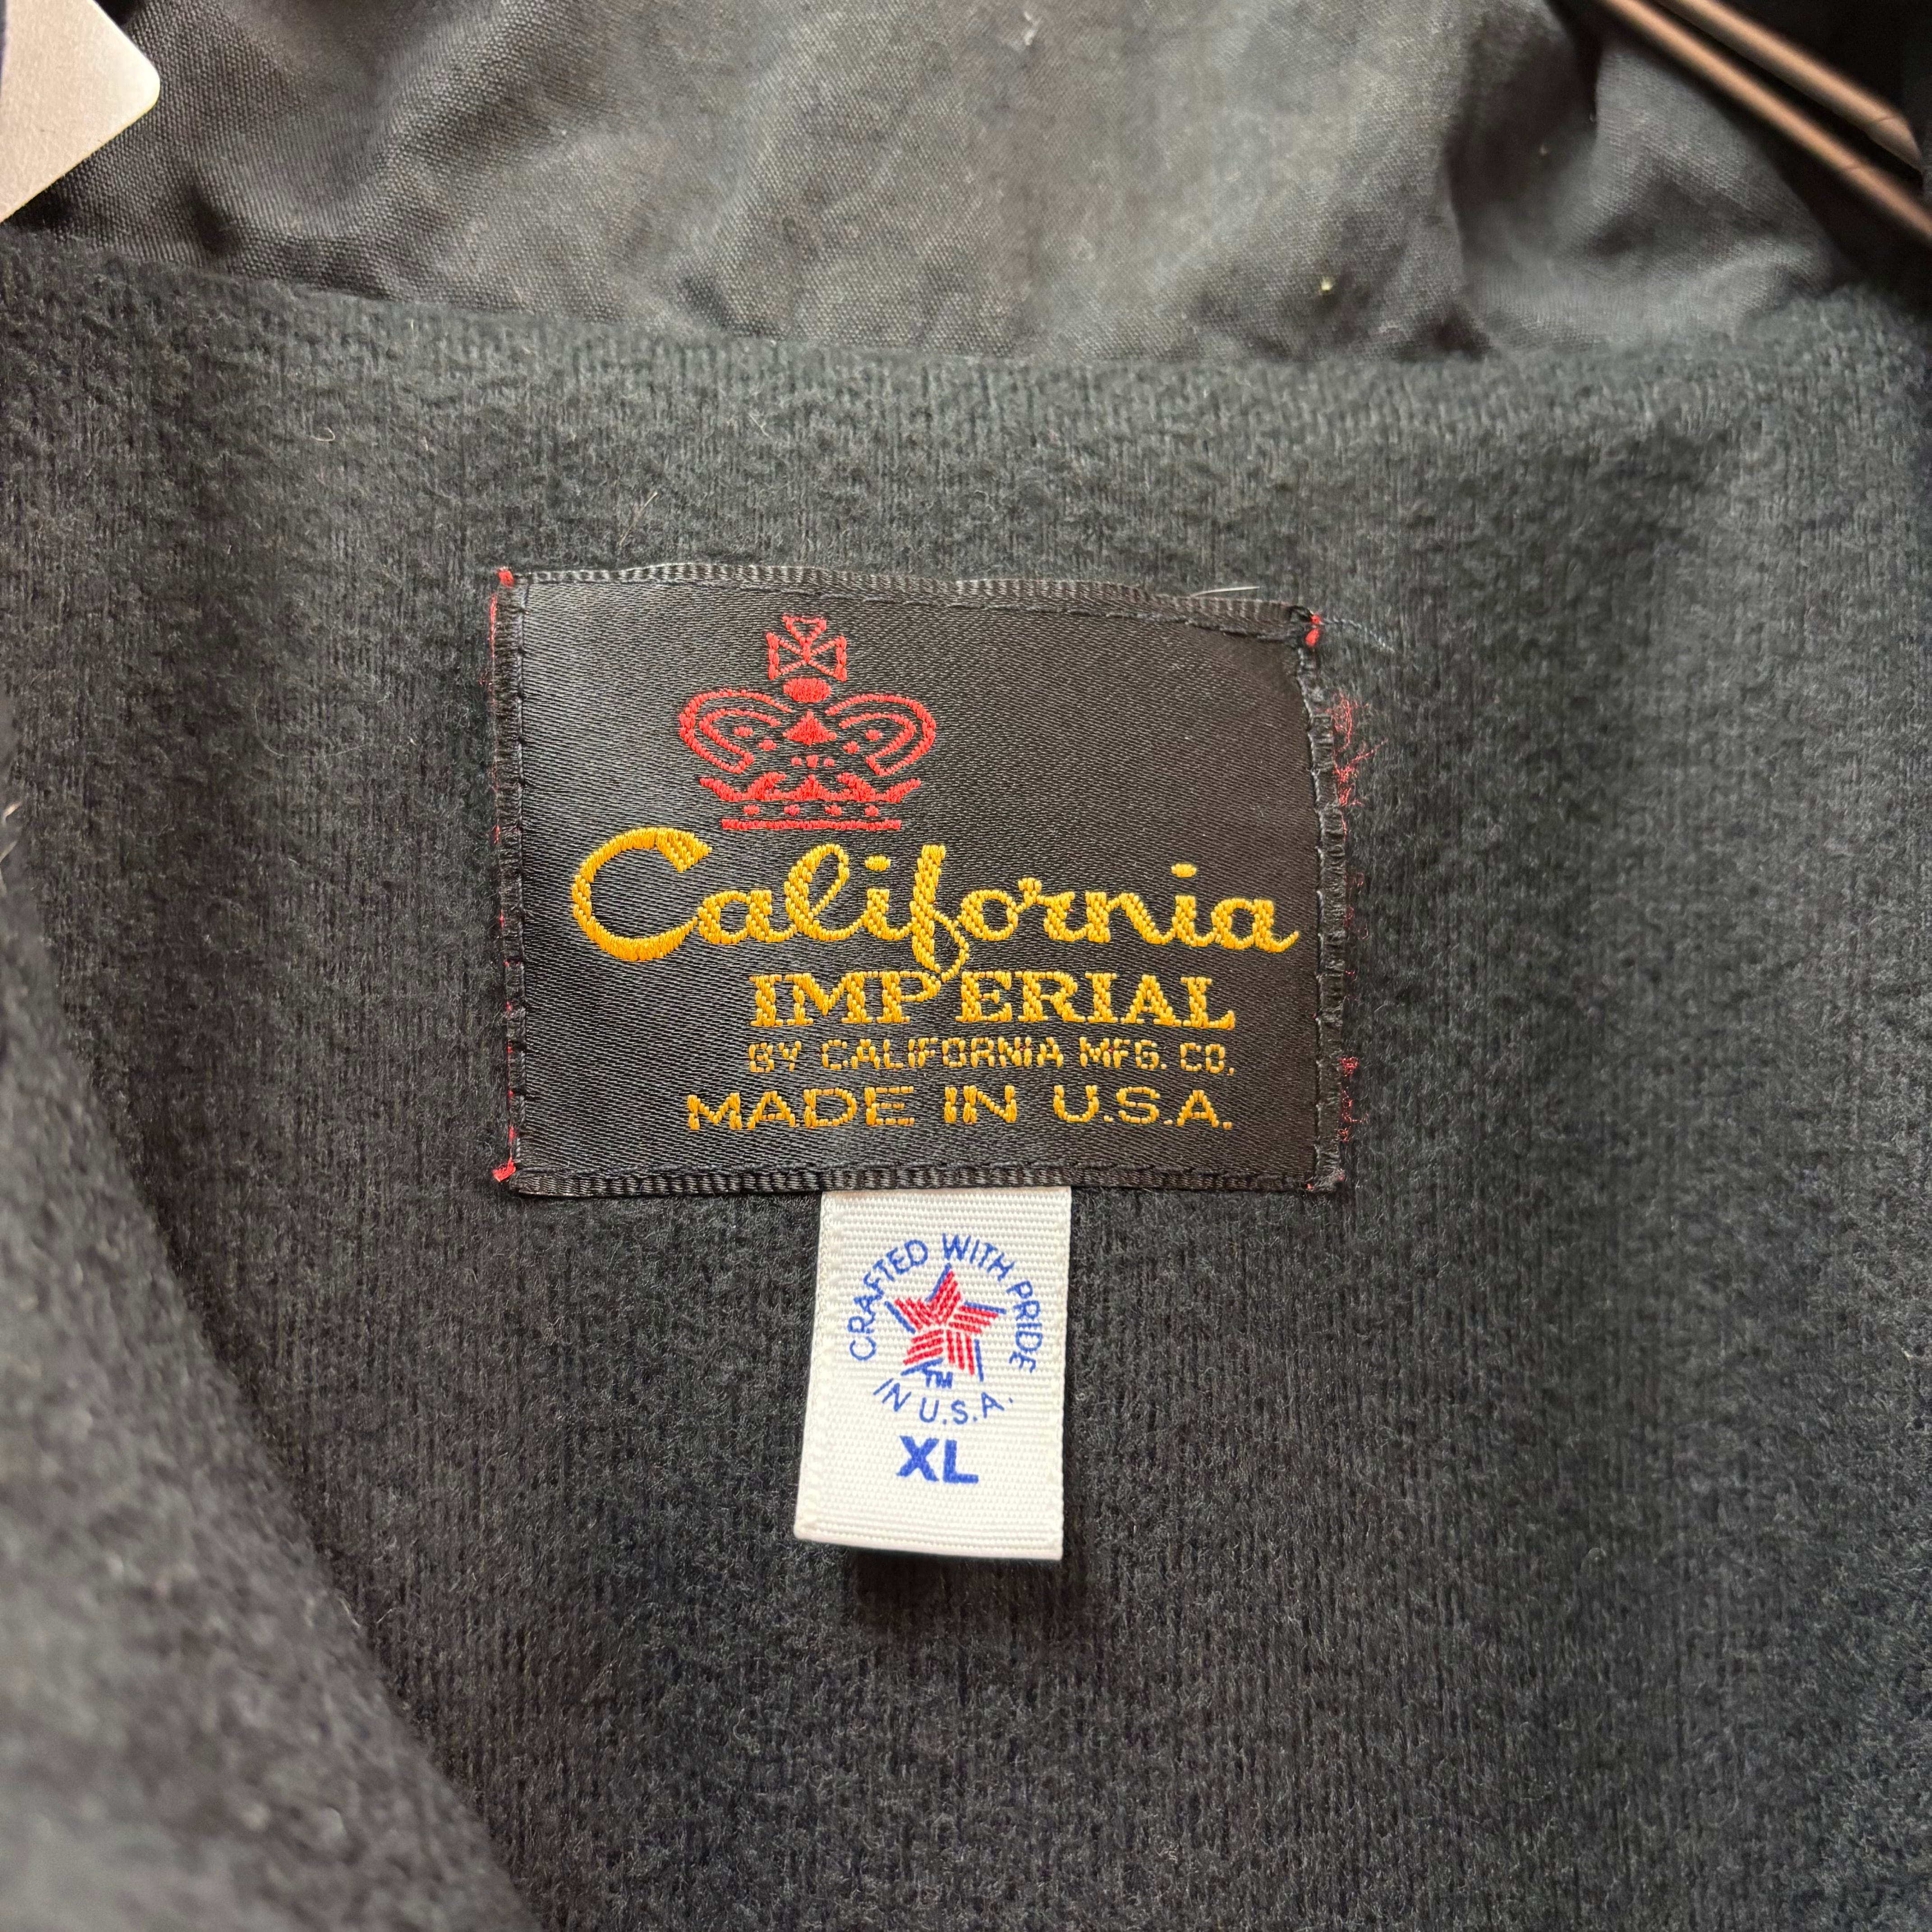 California
IMPERIAL
BY CALIFORNIA MFG. CO.
MADE IN U.S.A.
CRAFTED WITH PRIDE
TM
IN U.S.A.
XL